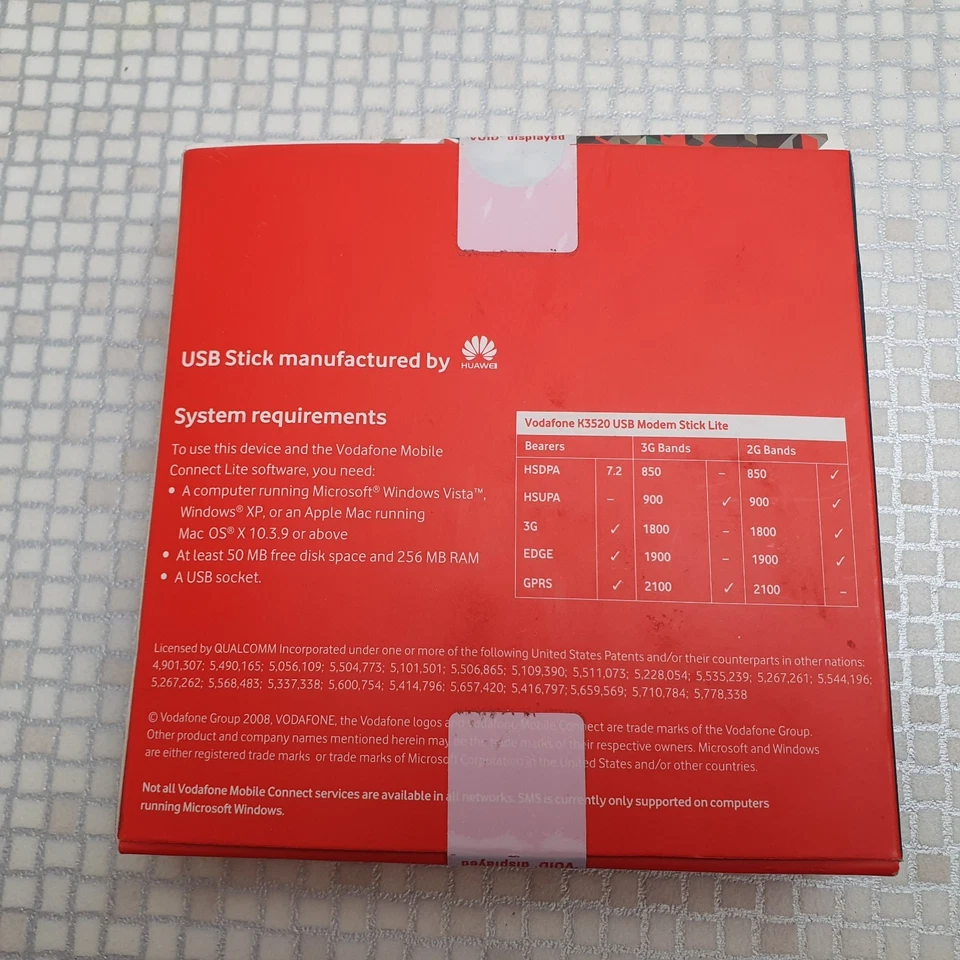 VOID' displayed
USB Stick manufactured by HUAWEI
System requirements
To use this device and the Vodafone Mobile
Connect Lite software, you need:
• A computer running Microsoft® Windows Vista™,
Windows® XP, or an Apple Mac running
Mac OS® X 10.3.9 or above
• At least 50 MB free disk space and 256 MB RAM
• A USB socket.
Vodafone K3520 USB Modem Stick Lite
Bearers 3G Bands 2G Bands
HSDPA 7.2 850 – 850 ✓
HSUPA – 900 ✓ 900 ✓
3G ✓ 1800 – 1800 ✓
EDGE ✓ 1900 – 1900 ✓
GPRS ✓ 2100 ✓ 2100 –
Licensed by QUALCOMM Incorporated under one or more of the following United States Patents and/or their counterparts in other nations:
4,901,307; 5,490,165; 5,056,109; 5,504,773; 5,101,501; 5,506,865; 5,109,390; 5,511,073; 5,228,054; 5,535,239; 5,267,261; 5,544,196;
5,267,262; 5,568,483; 5,337,338; 5,600,754; 5,414,796; 5,657,420; 5,416,797; 5,659,569; 5,710,784; 5,778,338
© Vodafone Group 2008, VODAFONE, the Vodafone logos and Vodafone Mobile Connect are trade marks of the Vodafone Group.
Other product and company names mentioned herein may be the trade marks of their respective owners. Microsoft and Windows
are either registered trade marks or trade marks of Microsoft Corporation in the United States and/or other countries.
Not all Vodafone Mobile Connect services are available in all networks. SMS is currently only supported on computers
running Microsoft Windows.
VOID' displayed